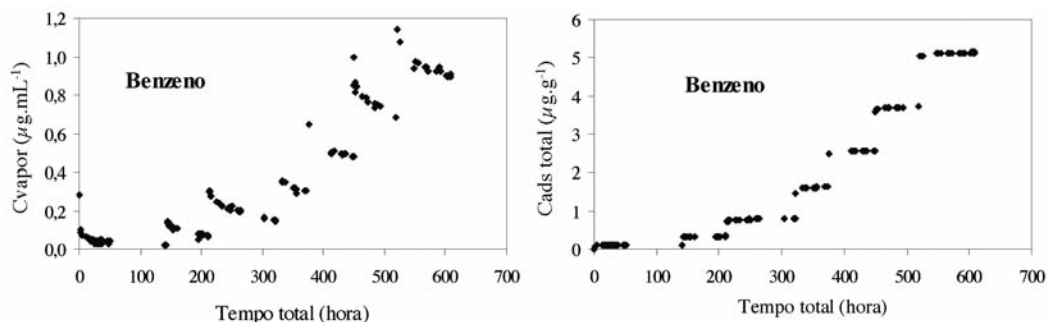 Cvapor (µg.mL⁻¹)
1,2
1,0
0,8
0,6
0,4
0,2
0,0
Benzeno
0 100 200 300 400 500 600 700
Tempo total (hora)
Cads total (µg.g⁻¹)
6
5
4
3
2
1
0
Benzeno
0 100 200 300 400 500 600 700
Tempo total (hora)